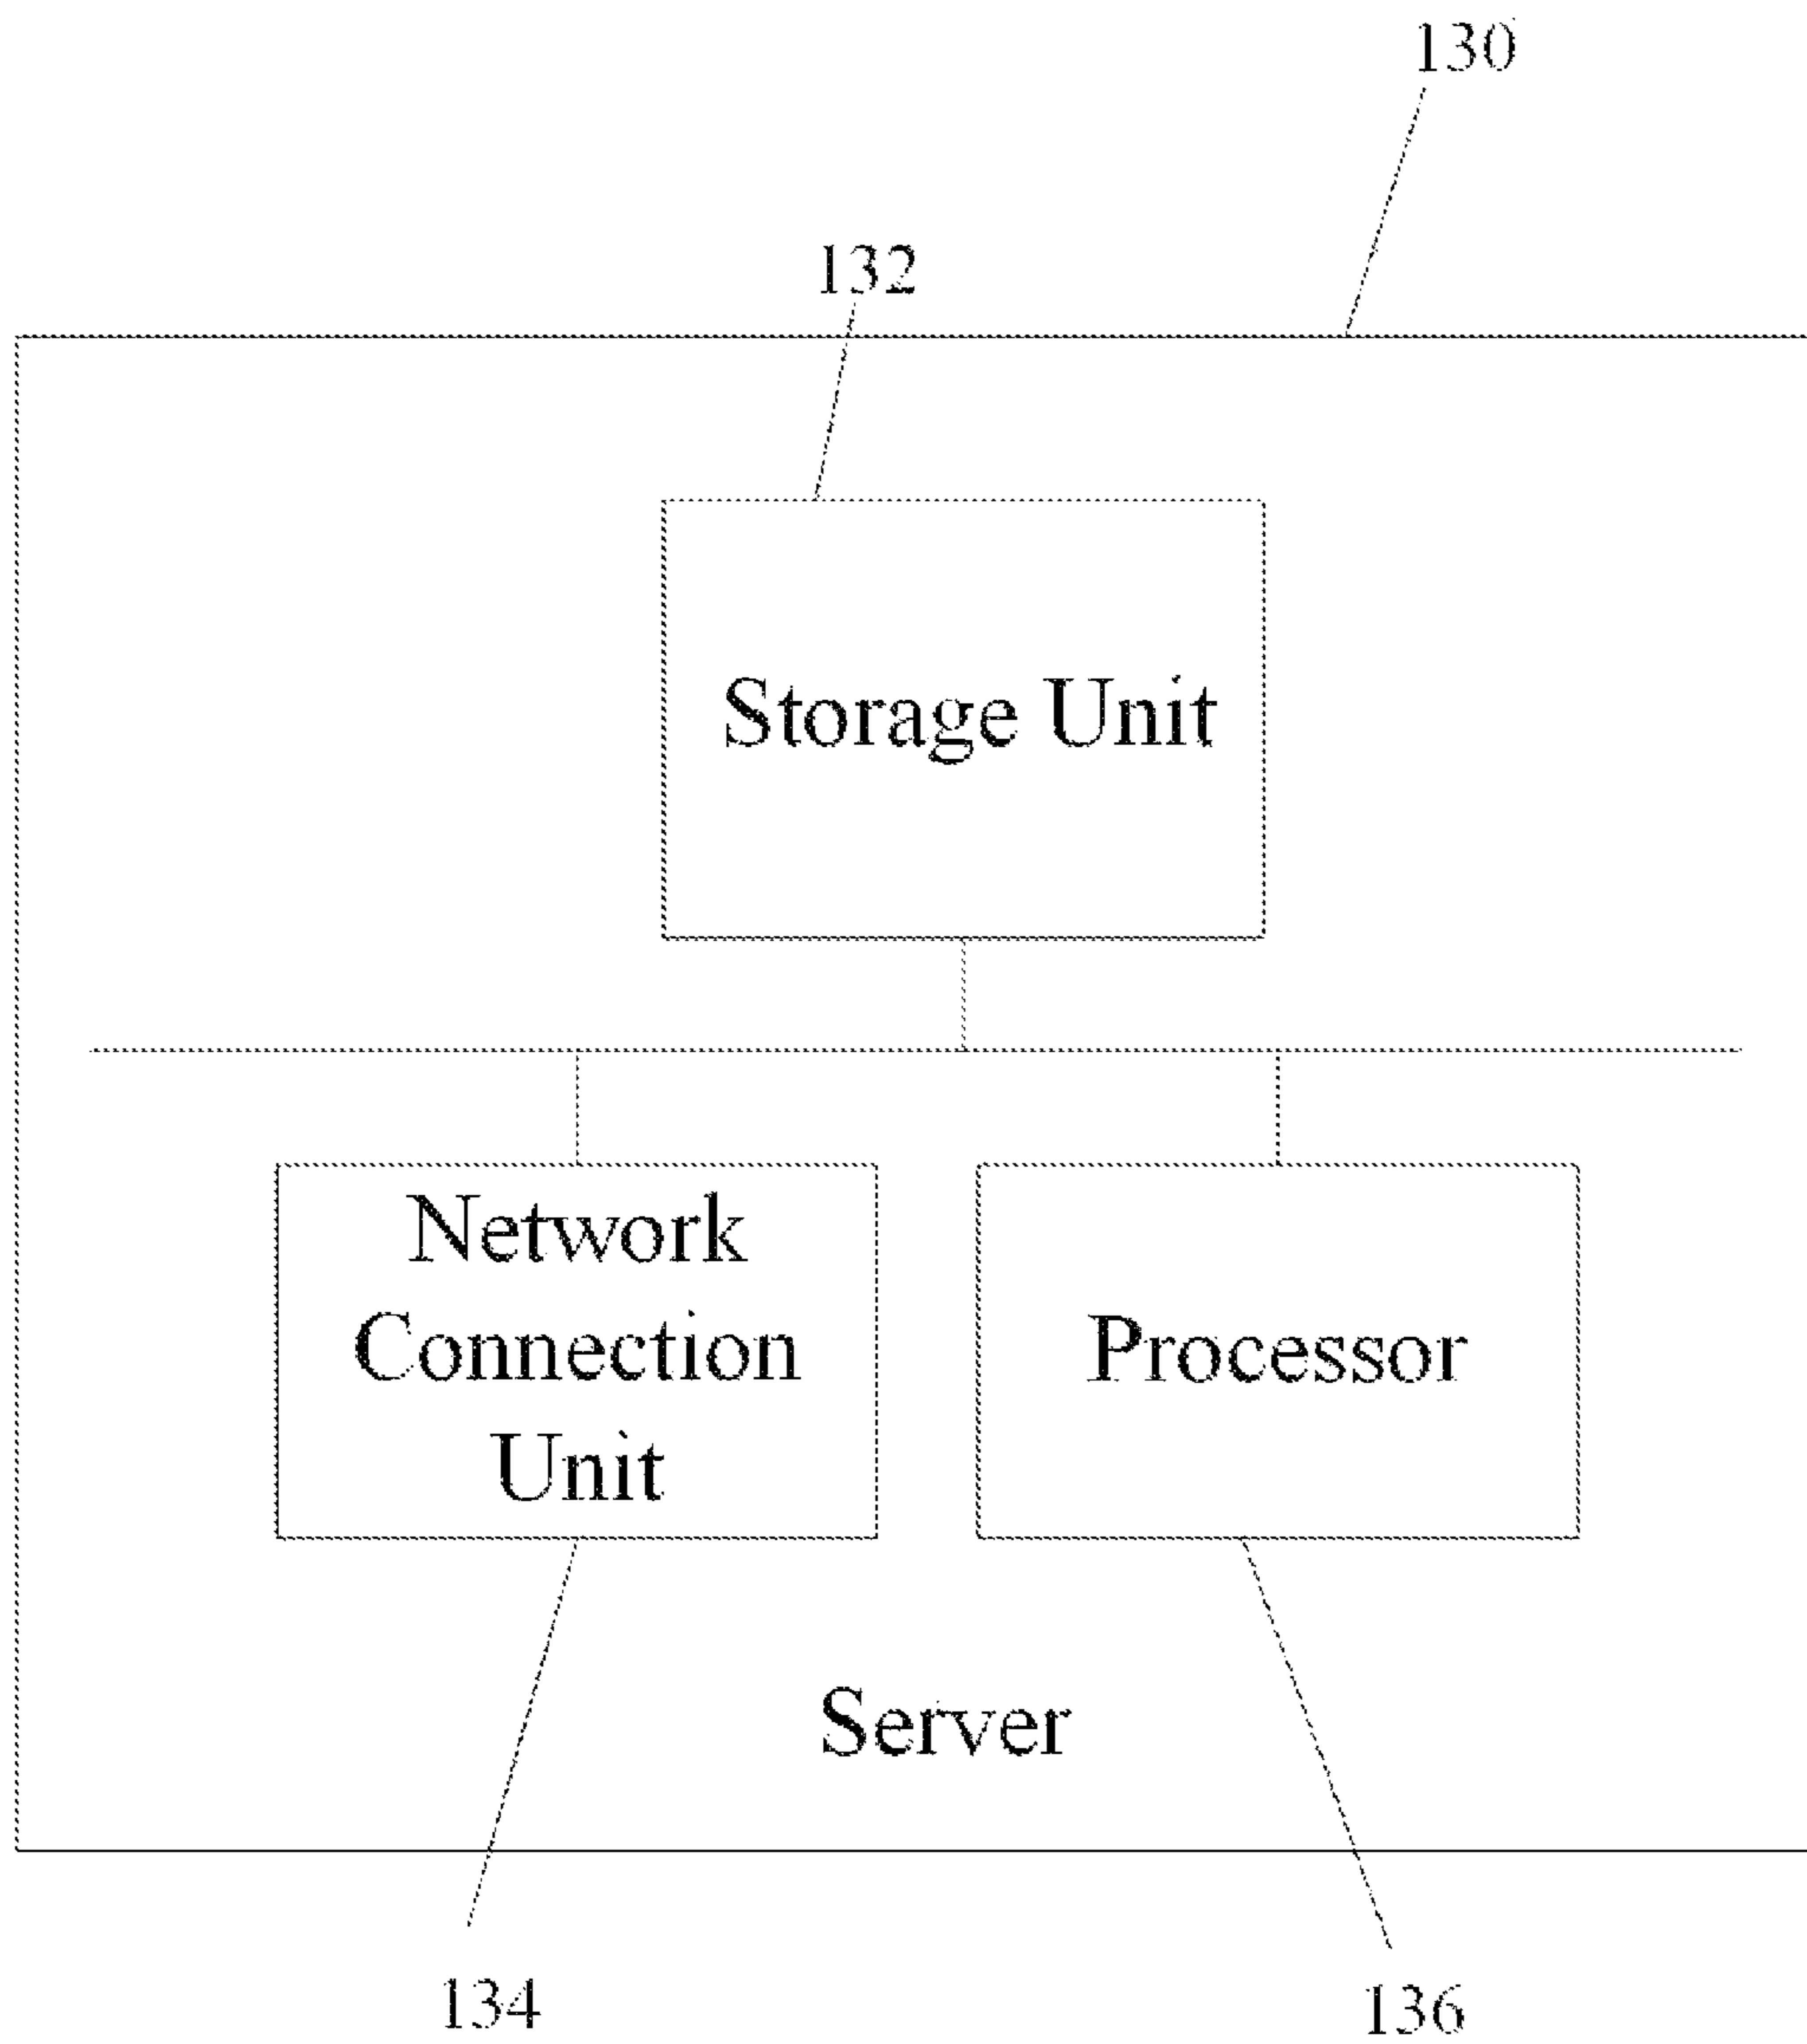 130
132
Storage Unit
Network
Connection
Unit
Processor
Server
134
136